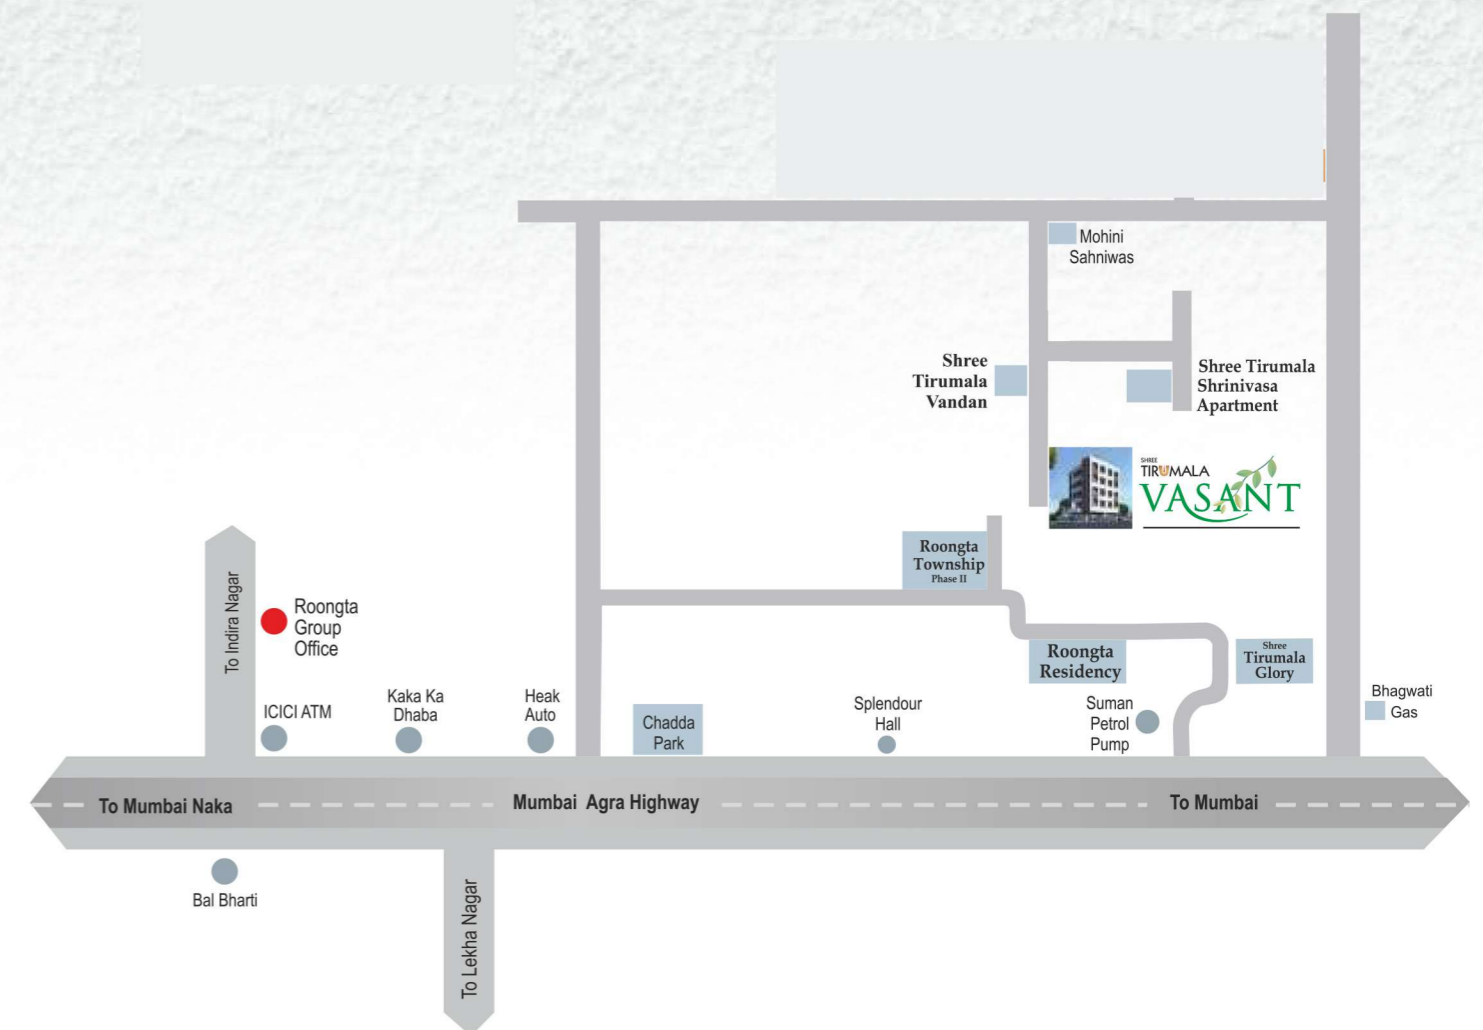 Mohini
Sahniwas
Shree
Tirumala
Vandan
Shree Tirumala
Shrinivasa
Apartment
SHREE
TIRUMALA
VASANT
Roongta
Township
Phase II
To Indira Nagar
Roongta
Group
Office
Roongta
Residency
Shree
Tirumala
Glory
ICICI ATM
Kaka Ka
Dhaba
Heak
Auto
Chadda
Park
Splendour
Hall
Suman
Petrol
Pump
Bhagwati
Gas
To Mumbai Naka
Mumbai Agra Highway
To Mumbai
Bal Bharti
To Lekha Nagar